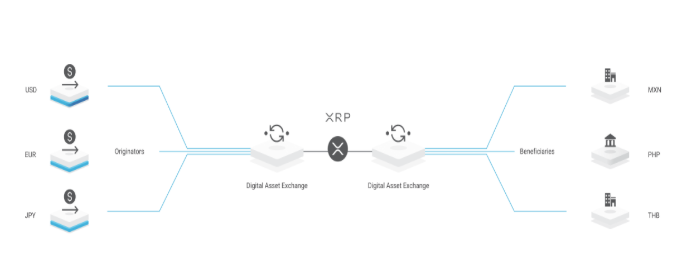 XRP
USD
MXN
EUR
Originators
Beneficiaries
PHP
Digital Asset Exchange
Digital Asset Exchange
JPY
THB